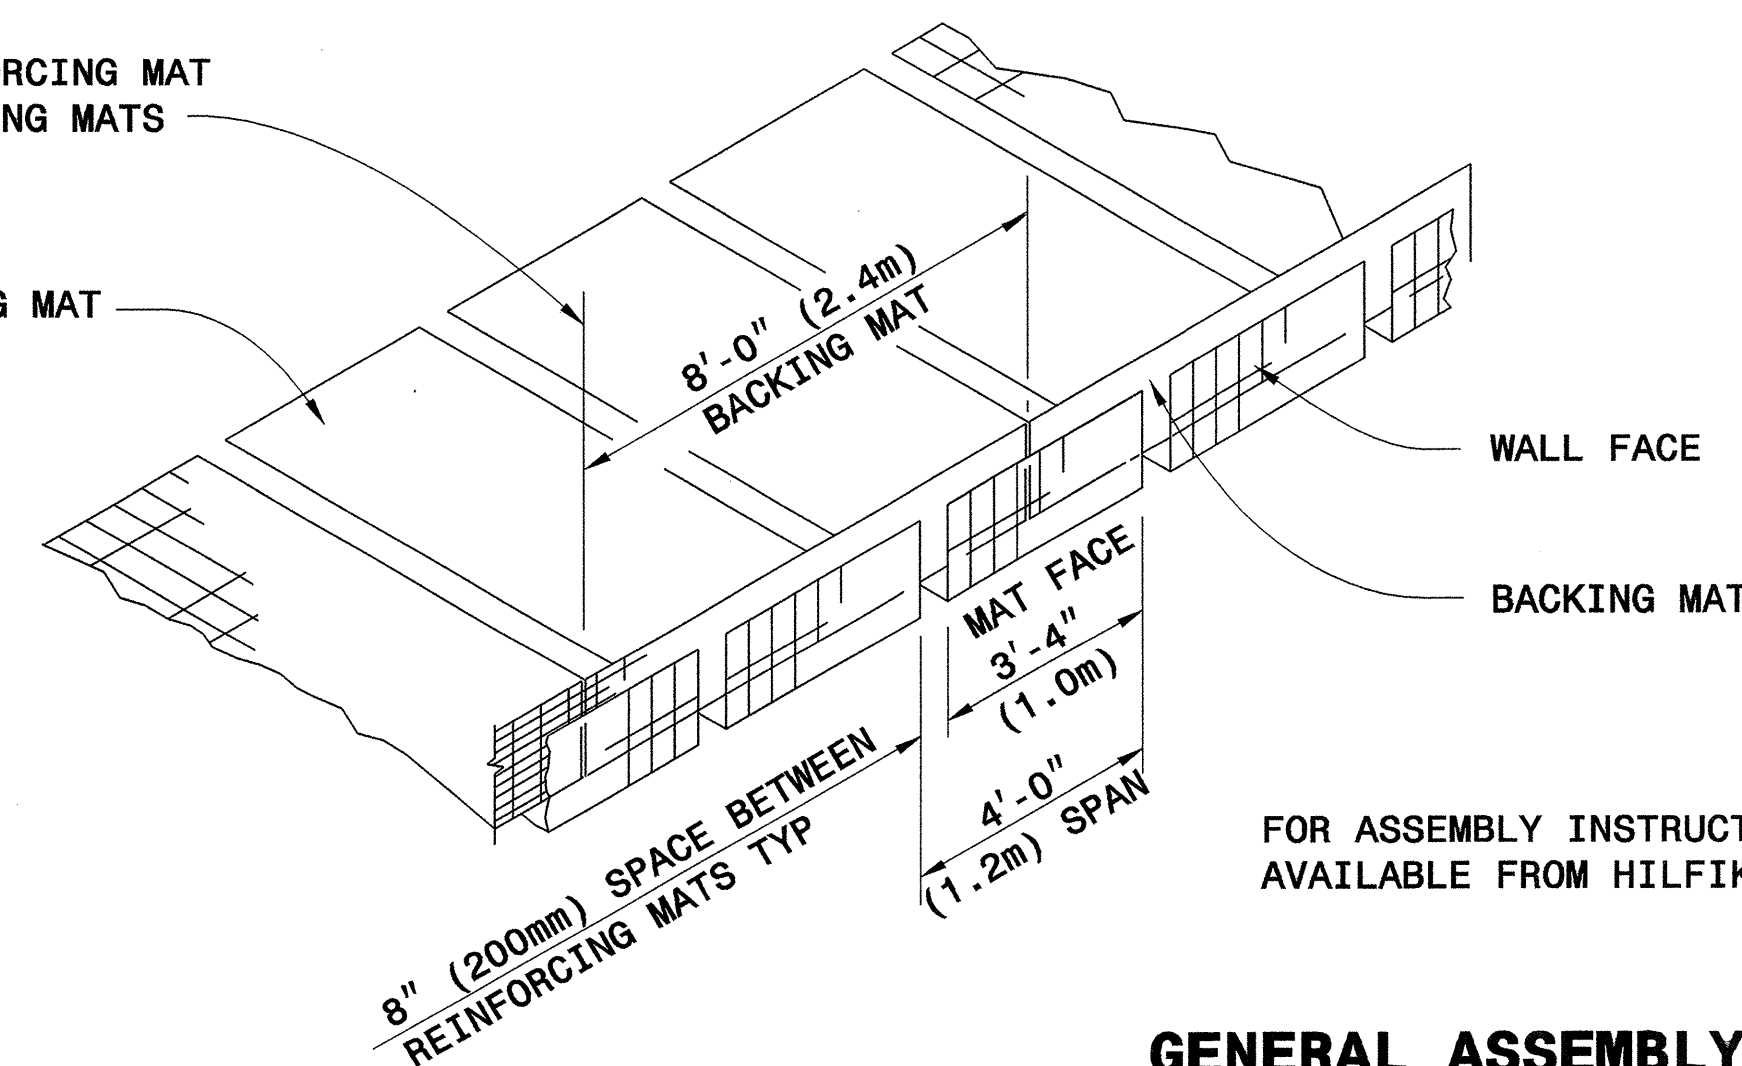 RCING MAT
NG MATS
G MAT
8'-0" (2.4m)
BACKING MAT
WALL FACE
BACKING MAT
MAT FACE
3'-4"
(1.0m)
4'-0"
(1.2m) SPAN
8" (200mm) SPACE BETWEEN
REINFORCING MATS TYP
FOR ASSEMBLY INSTRUCT
AVAILABLE FROM HILFIK
GENERAL ASSEMBLY